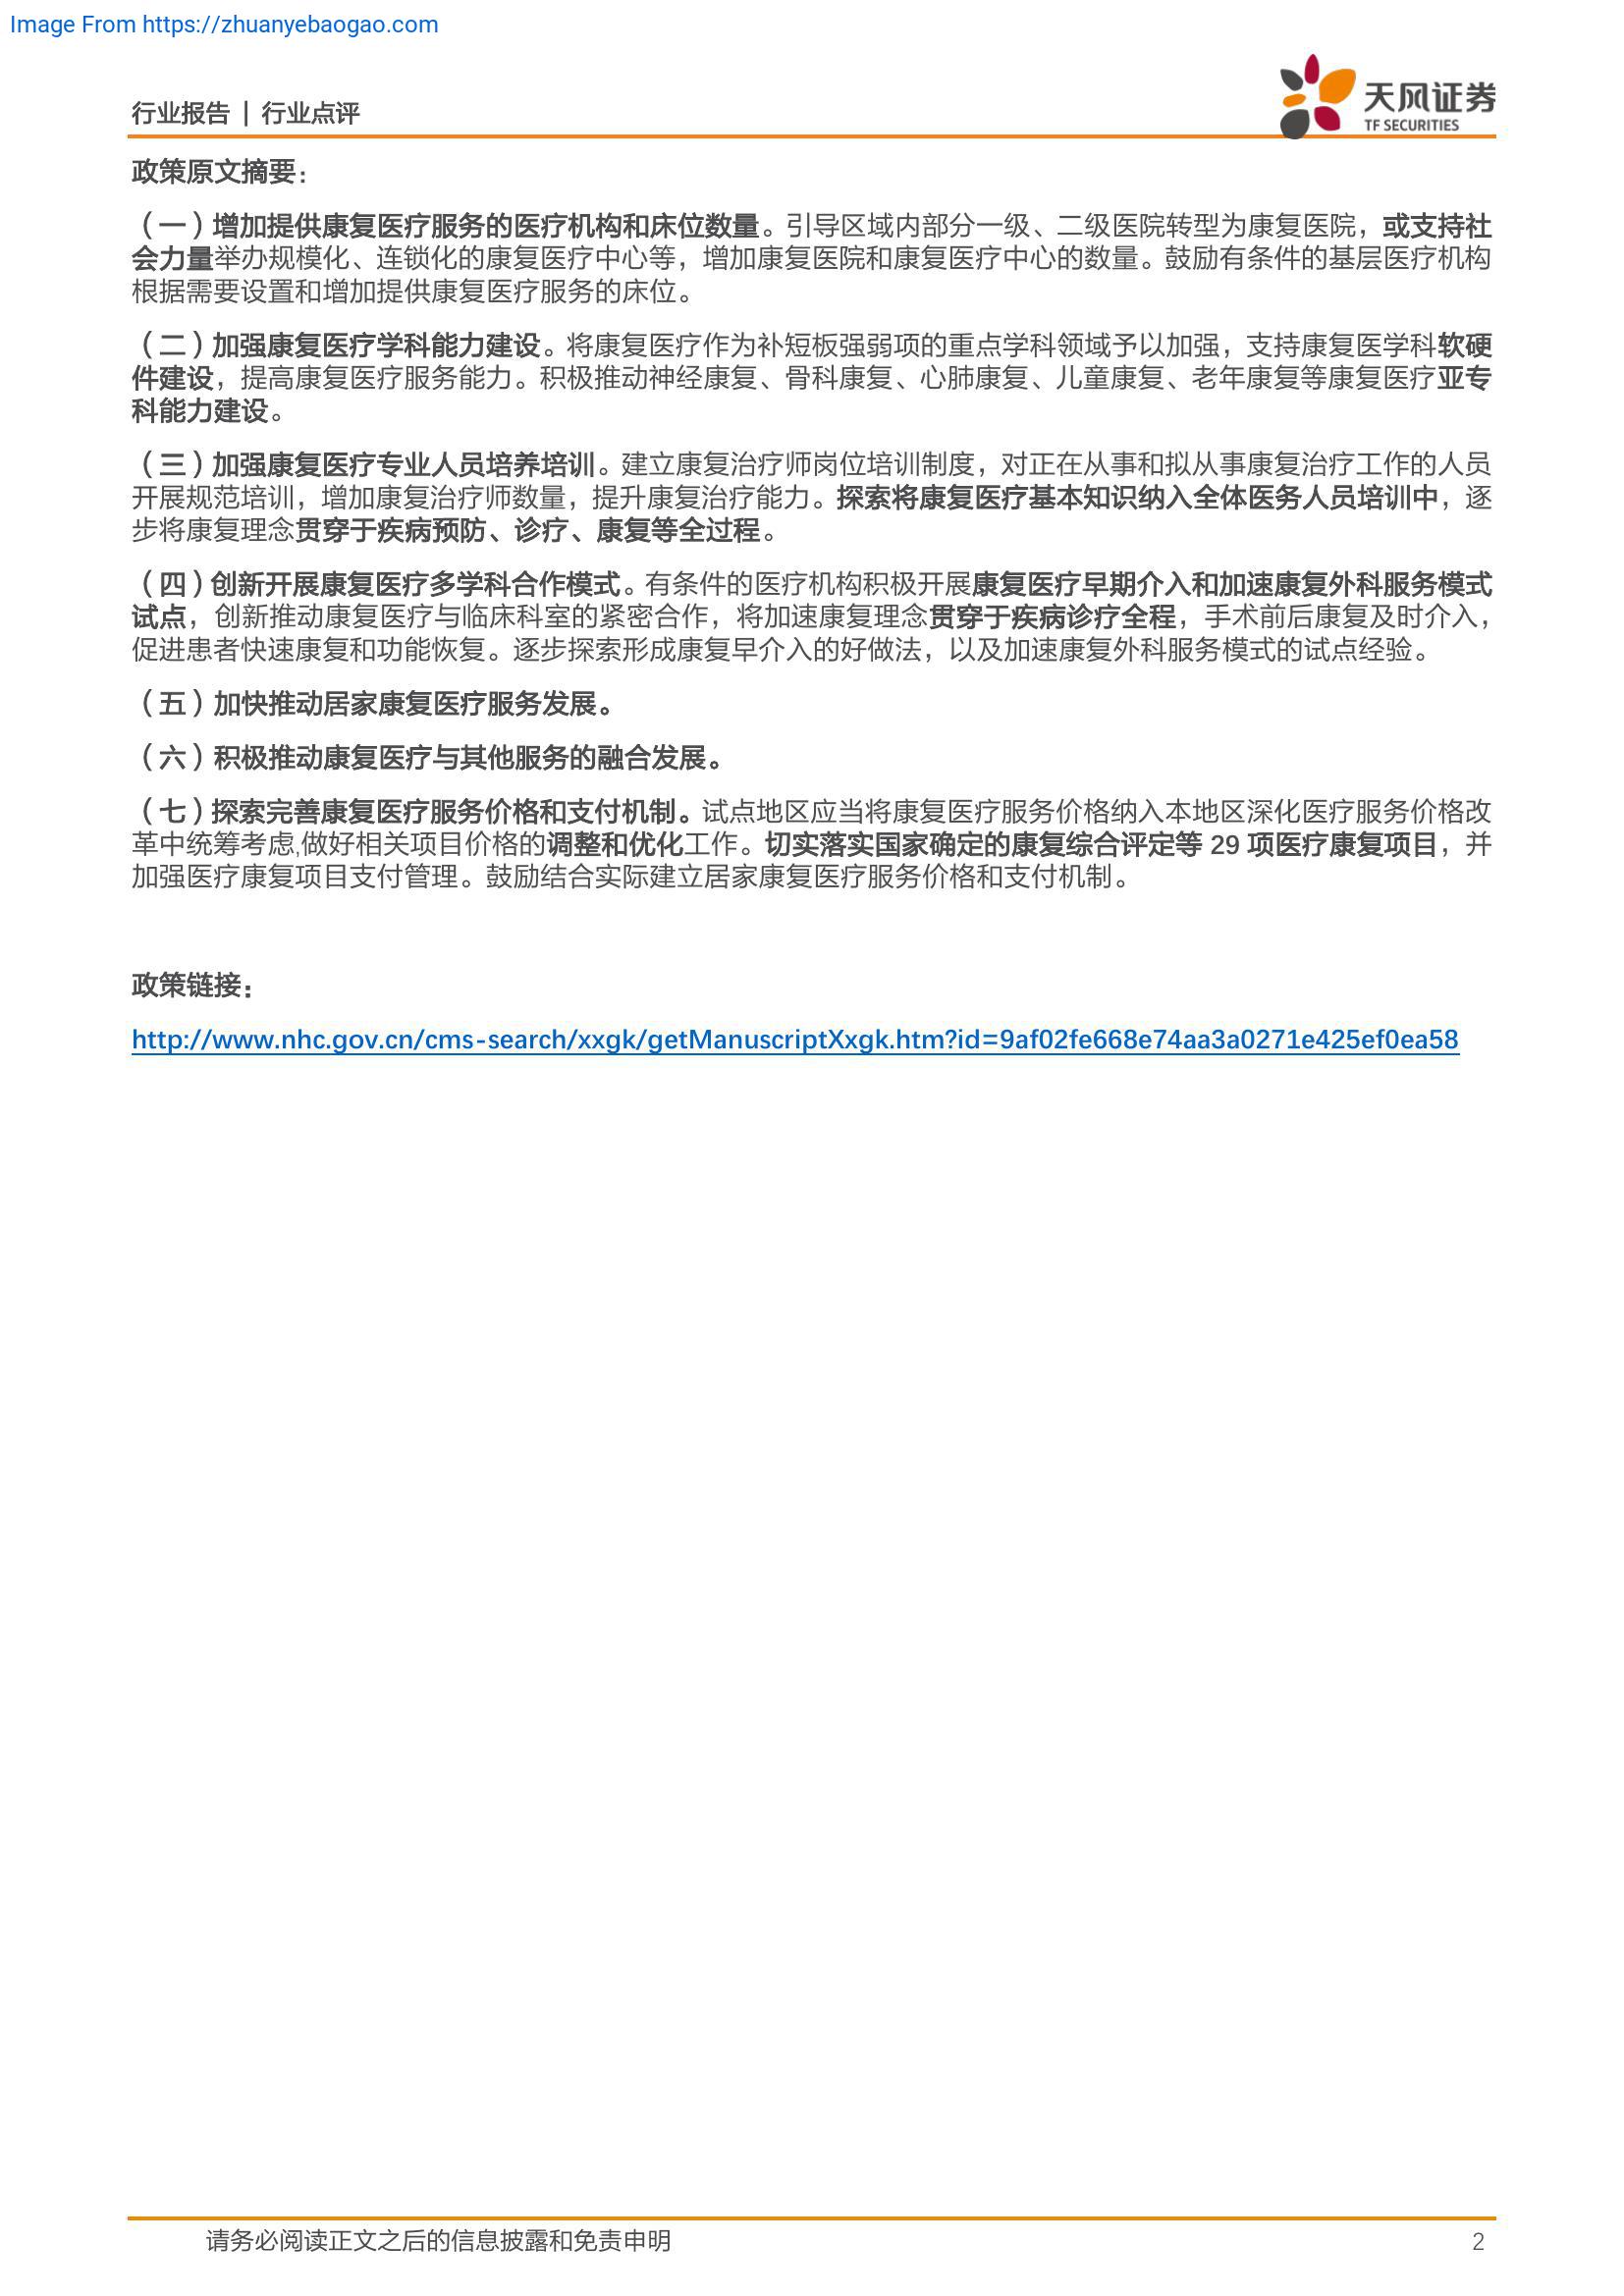 Image From https://zhuanyebaogao.com
行业报告 | 行业点评
天风证券
TF SECURITIES
政策原文摘要：
（一）增加提供康复医疗服务的医疗机构和床位数量。引导区域内部分一级、二级医院转型为康复医院，或支持社
会力量举办规模化、连锁化的康复医疗中心等，增加康复医院和康复医疗中心的数量。鼓励有条件的基层医疗机构
根据需要设置和增加提供康复医疗服务的床位。
（二）加强康复医疗学科能力建设。将康复医疗作为补短板强弱项的重点学科领域予以加强，支持康复医学科软硬
件建设，提高康复医疗服务能力。积极推动神经康复、骨科康复、心肺康复、儿童康复、老年康复等康复医疗亚专
科能力建设。
（三）加强康复医疗专业人员培养培训。建立康复治疗师岗位培训制度，对正在从事和拟从事康复治疗工作的人员
开展规范培训，增加康复治疗师数量，提升康复治疗能力。探索将康复医疗基本知识纳入全体医务人员培训中，逐
步将康复理念贯穿于疾病预防、诊疗、康复等全过程。
（四）创新开展康复医疗多学科合作模式。有条件的医疗机构积极开展康复医疗早期介入和加速康复外科服务模式
试点，创新推动康复医疗与临床科室的紧密合作，将加速康复理念贯穿于疾病诊疗全程，手术前后康复及时介入，
促进患者快速康复和功能恢复。逐步探索形成康复早介入的好做法，以及加速康复外科服务模式的试点经验。
（五）加快推动居家康复医疗服务发展。
（六）积极推动康复医疗与其他服务的融合发展。
（七）探索完善康复医疗服务价格和支付机制。试点地区应当将康复医疗服务价格纳入本地区深化医疗服务价格改
革中统筹考虑,做好相关项目价格的调整和优化工作。切实落实国家确定的康复综合评定等 29 项医疗康复项目，并
加强医疗康复项目支付管理。鼓励结合实际建立居家康复医疗服务价格和支付机制。
政策链接：
http://www.nhc.gov.cn/cms-search/xxgk/getManuscriptXxgk.htm?id=9af02fe668e74aa3a0271e425ef0ea58
请务必阅读正文之后的信息披露和免责申明
2